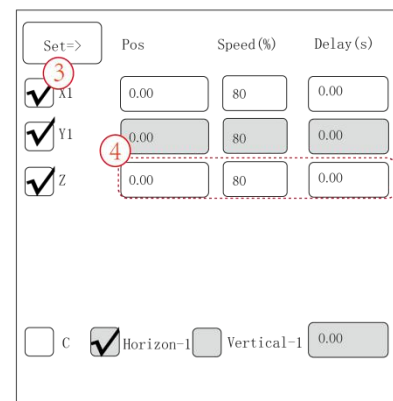 Set=> Pos Speed(%) Delay(s)
3
X1 0.00 80 0.00
Y1 0.00 80 0.00
4
Z 0.00 80 0.00
C Horizon-1 Vertical-1 0.00